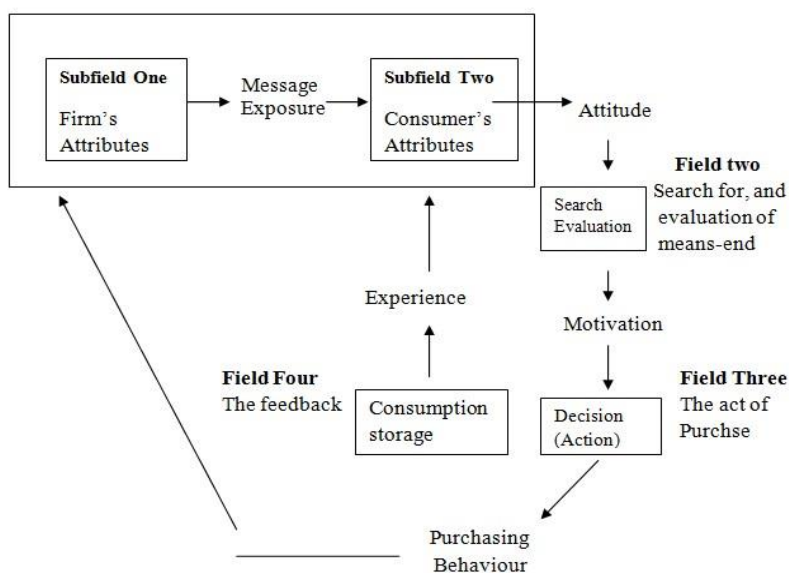 Subfield One
Firm's
Attributes
Message
Exposure
Subfield Two
Consumer's
Attributes
Attitude
Field two
Search for, and
evaluation of
means-end
Search
Evaluation
Experience
Motivation
Field Four
The feedback
Consumption
storage
Decision
(Action)
Field Three
The act of
Purchse
Purchasing
Behaviour